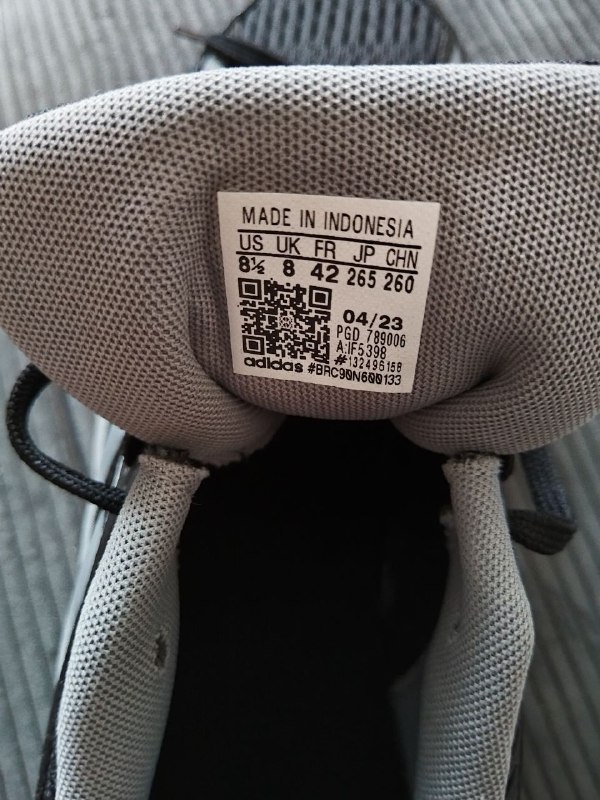 MADE IN INDONESIA
US UK FR JP CHN
8½ 8 42 265 260
04/23
PGD 789006
A:IF5398
#132496158
adidas #BRC90N600133